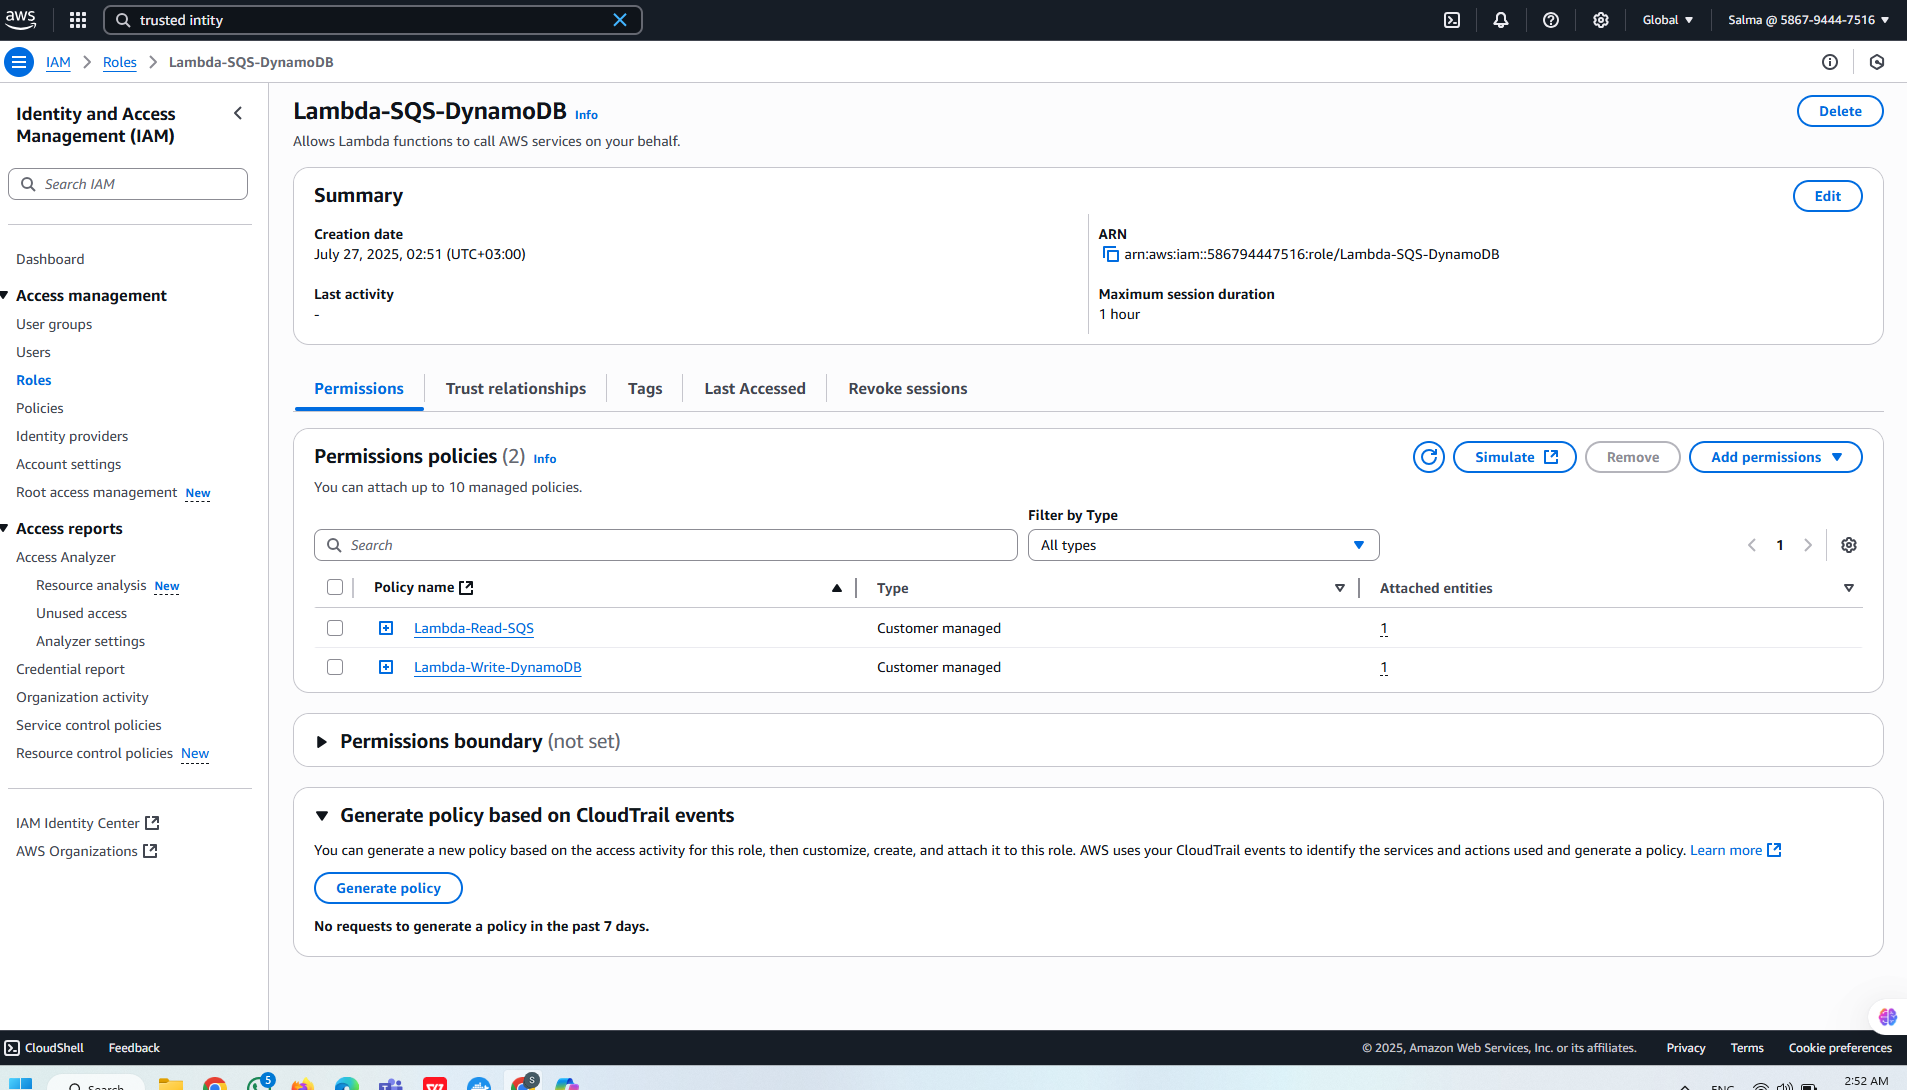 aws
trusted intity
Global
Salma @ 5867-9444-7516
IAM
Roles
Lambda-SQS-DynamoDB
Identity and Access
Management (IAM)
Search IAM
Dashboard
Access management
User groups
Users
Roles
Policies
Identity providers
Account settings
Root access management New
Access reports
Access Analyzer
Resource analysis New
Unused access
Analyzer settings
Credential report
Organization activity
Service control policies
Resource control policies New
IAM Identity Center
AWS Organizations
Lambda-SQS-DynamoDB Info
Delete
Allows Lambda functions to call AWS services on your behalf.
Summary
Edit
Creation date
July 27, 2025, 02:51 (UTC+03:00)
ARN
arn:aws:iam::586794447516:role/Lambda-SQS-DynamoDB
Last activity
-
Maximum session duration
1 hour
Permissions
Trust relationships
Tags
Last Accessed
Revoke sessions
Permissions policies (2) Info
Simulate
Remove
Add permissions
You can attach up to 10 managed policies.
Filter by Type
Search
All types
1
Policy name
Type
Attached entities
Lambda-Read-SQS
Customer managed
1
Lambda-Write-DynamoDB
Customer managed
1
Permissions boundary (not set)
Generate policy based on CloudTrail events
You can generate a new policy based on the access activity for this role, then customize, create, and attach it to this role. AWS uses your CloudTrail events to identify the services and actions used and generate a policy. Learn more
Generate policy
No requests to generate a policy in the past 7 days.
CloudShell
Feedback
© 2025, Amazon Web Services, Inc. or its affiliates.
Privacy
Terms
Cookie preferences
Search
5
S
ENG
2:52 AM